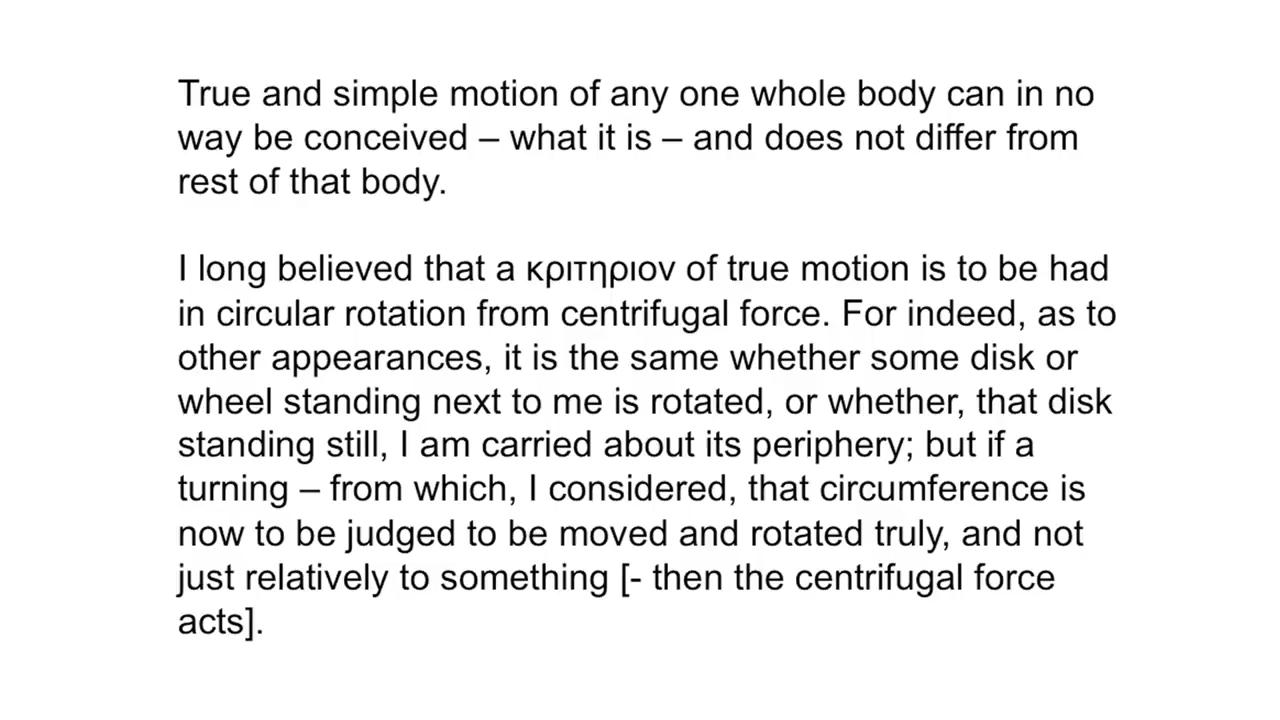 True and simple motion of any one whole body can in no
way be conceived – what it is – and does not differ from
rest of that body.
I long believed that a κριτηριον of true motion is to be had
in circular rotation from centrifugal force. For indeed, as to
other appearances, it is the same whether some disk or
wheel standing next to me is rotated, or whether, that disk
standing still, I am carried about its periphery; but if a
turning – from which, I considered, that circumference is
now to be judged to be moved and rotated truly, and not
just relatively to something [- then the centrifugal force
acts].